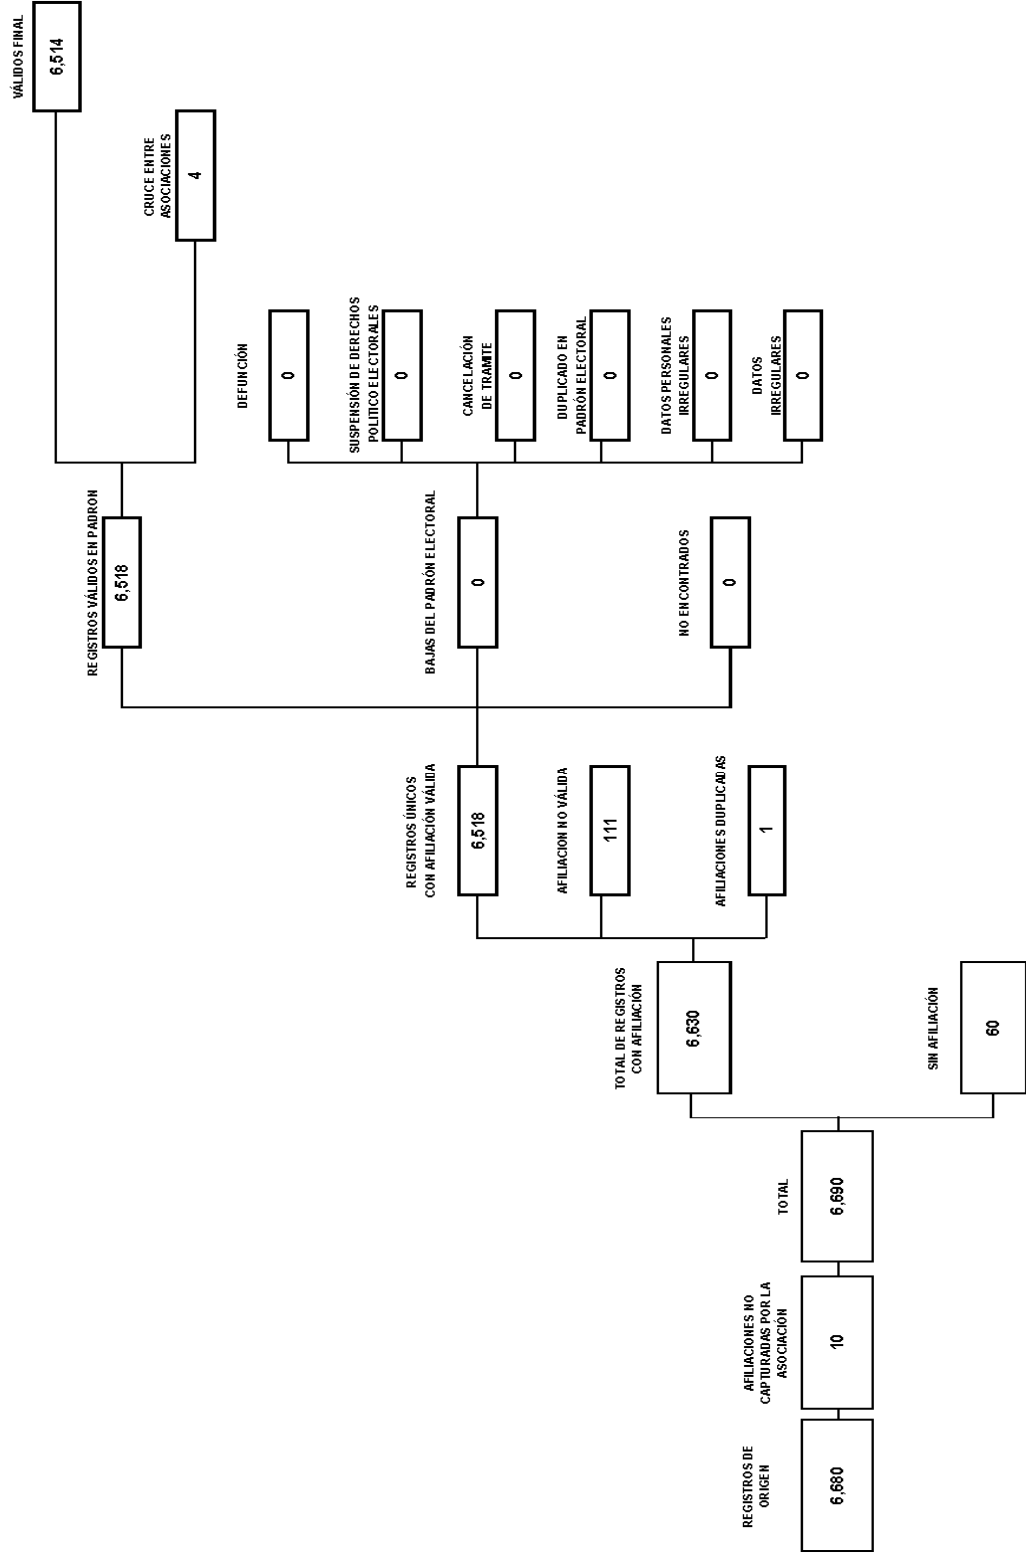 REGISTROS DE
ORIGEN
6,680
AFILIACIONES NO
CAPTURADAS POR LA
ASOCIACIÓN
10
TOTAL
6,690
TOTAL DE REGISTROS
CON AFILIACIÓN
6,630
SIN AFILIACIÓN
60
REGISTROS ÚNICOS
CON AFILIACIÓN VÁLIDA
6,518
AFILIACION NO VÁLIDA
111
AFILIACIONES DUPLICADAS
1
REGISTROS VÁLIDOS EN PADRON
6,518
BAJAS DEL PADRÓN ELECTORAL
0
NO ENCONTRADOS
0
DEFUNCIÓN
0
SUSPENSIÓN DE DERECHOS
POLITICO ELECTORALES
0
CANCELACIÓN
DE TRAMITE
0
DUPLICADO EN
PADRÓN ELECTORAL
0
DATOS PERSONALES
IRREGULARES
0
DATOS
IRREGULARES
0
VÁLIDOS FINAL
6,514
CRUCE ENTRE
ASOCIACIONES
4